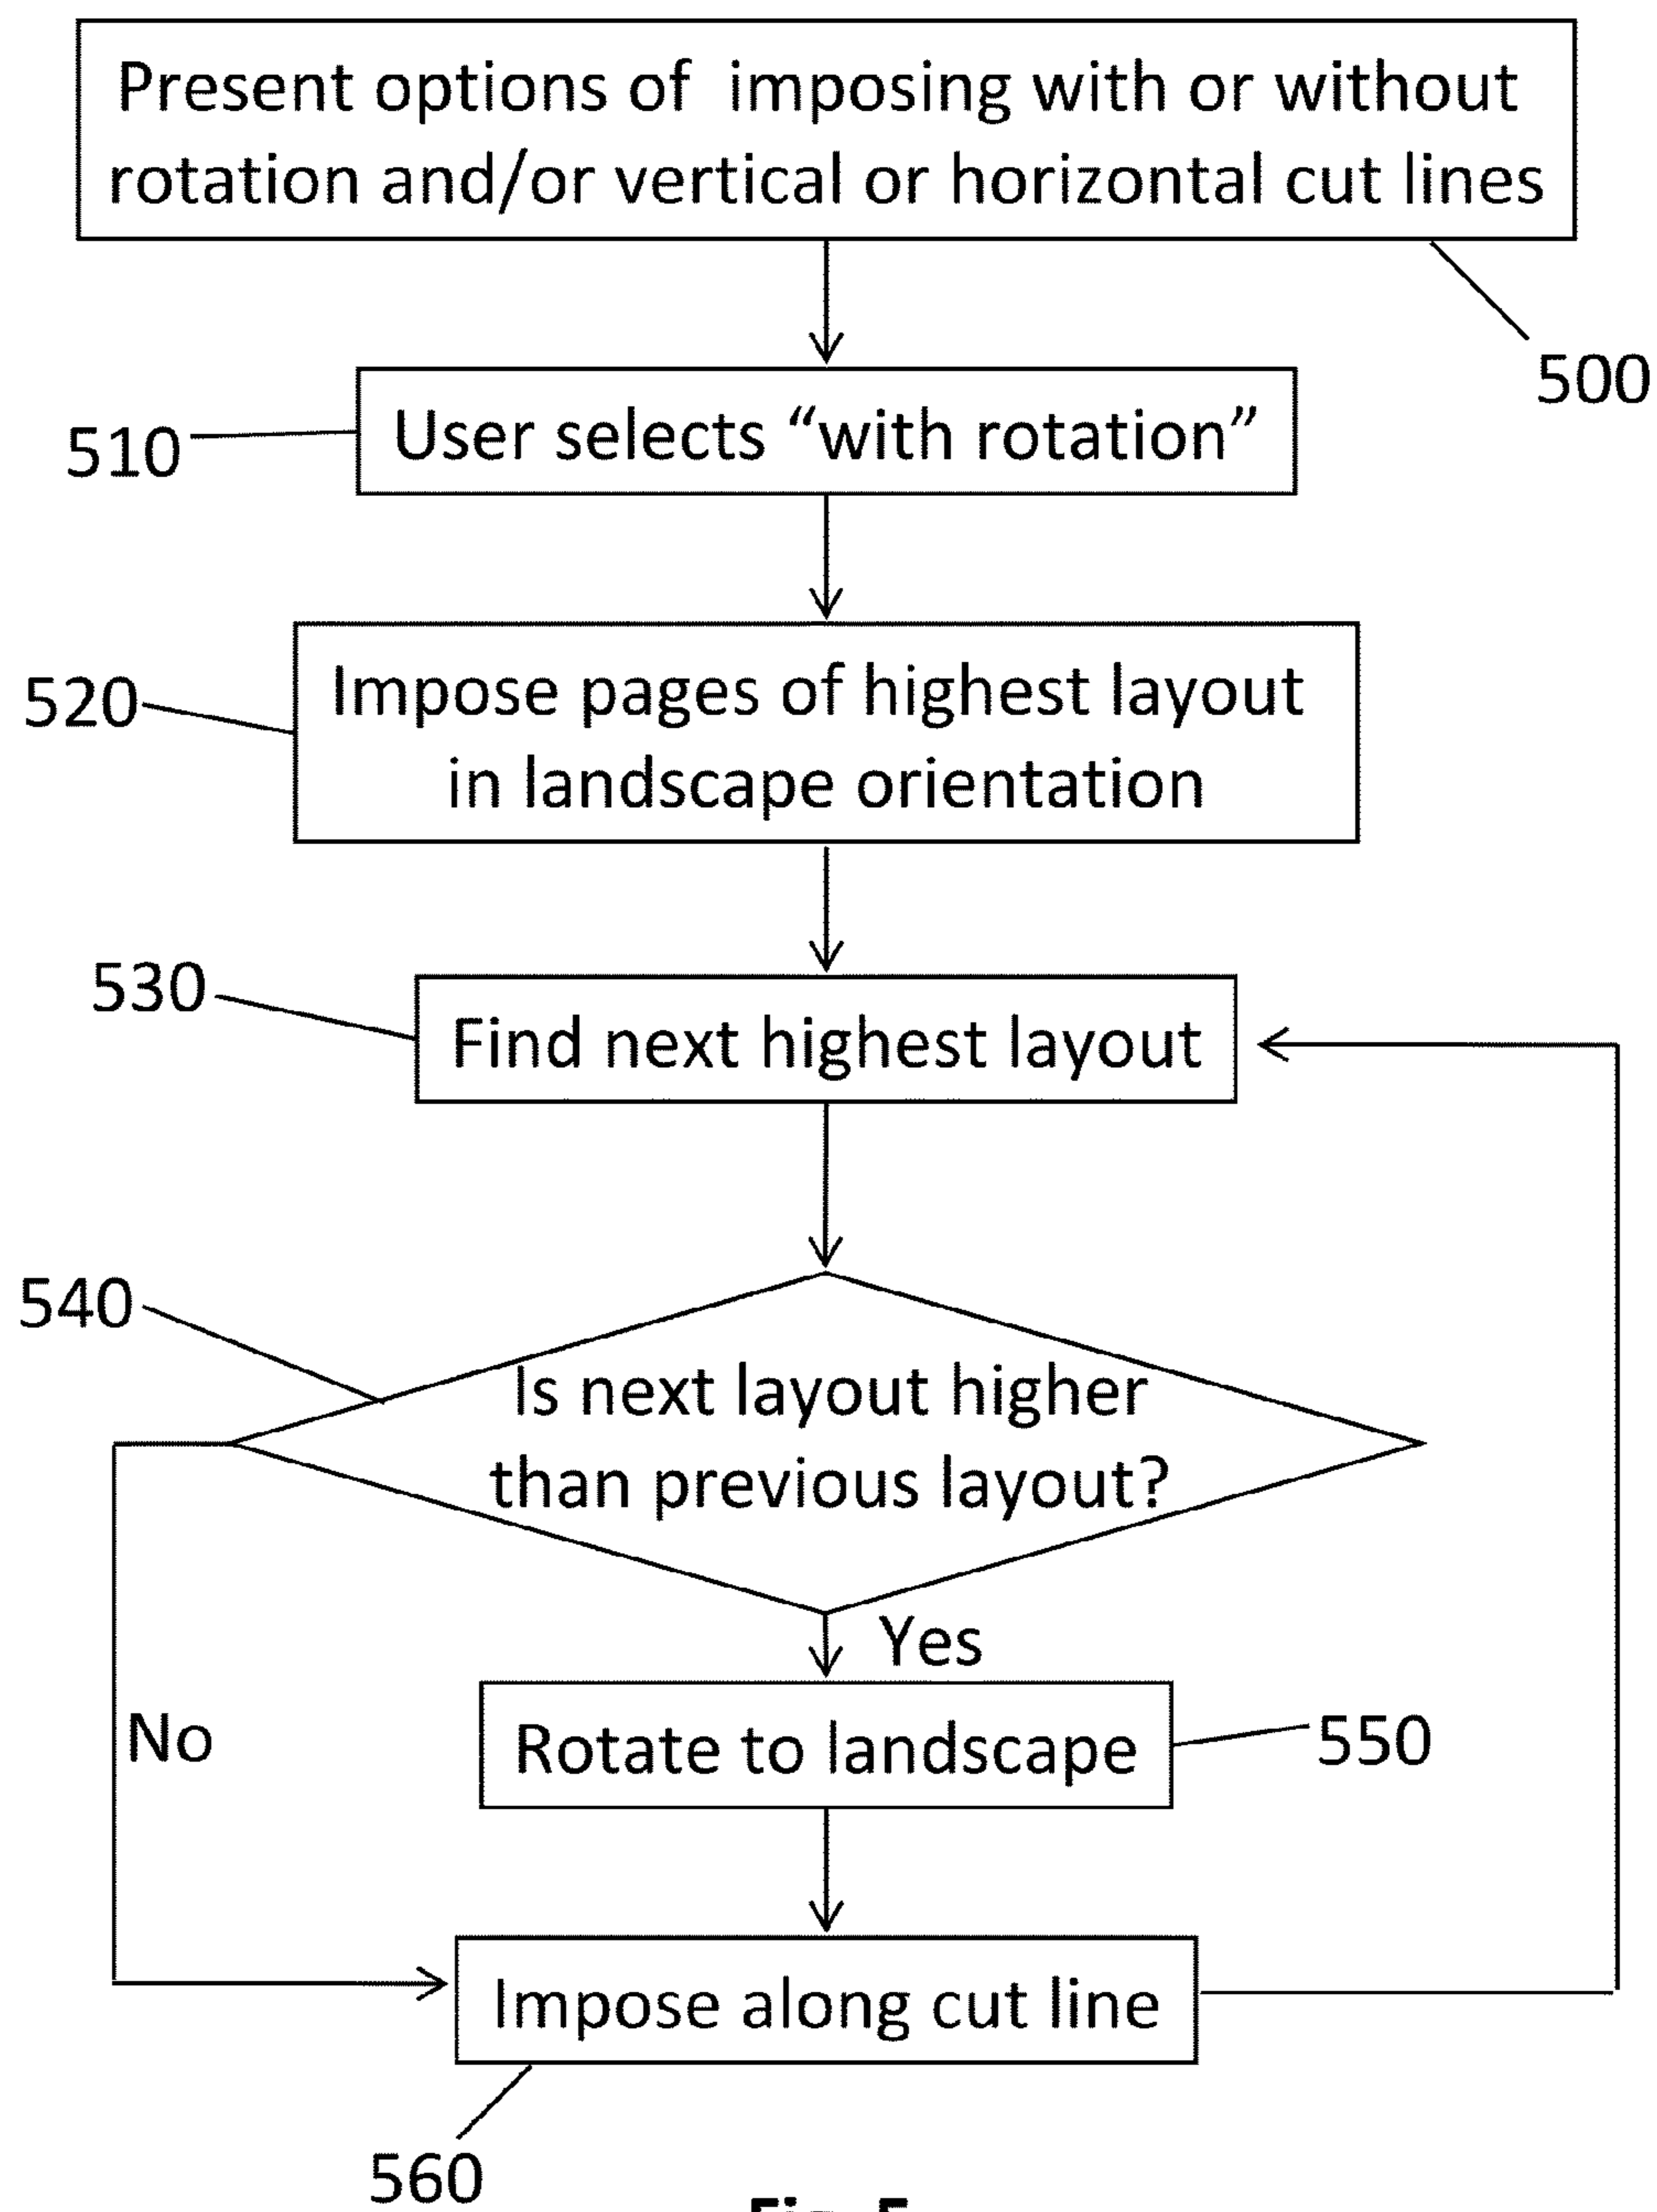 Present options of imposing with or without
rotation and/or vertical or horizontal cut lines
500
User selects “with rotation”
510
Impose pages of highest layout
in landscape orientation
520
530
Find next highest layout
540
Is next layout higher
than previous layout?
Yes
No
Rotate to landscape
550
Impose along cut line
560